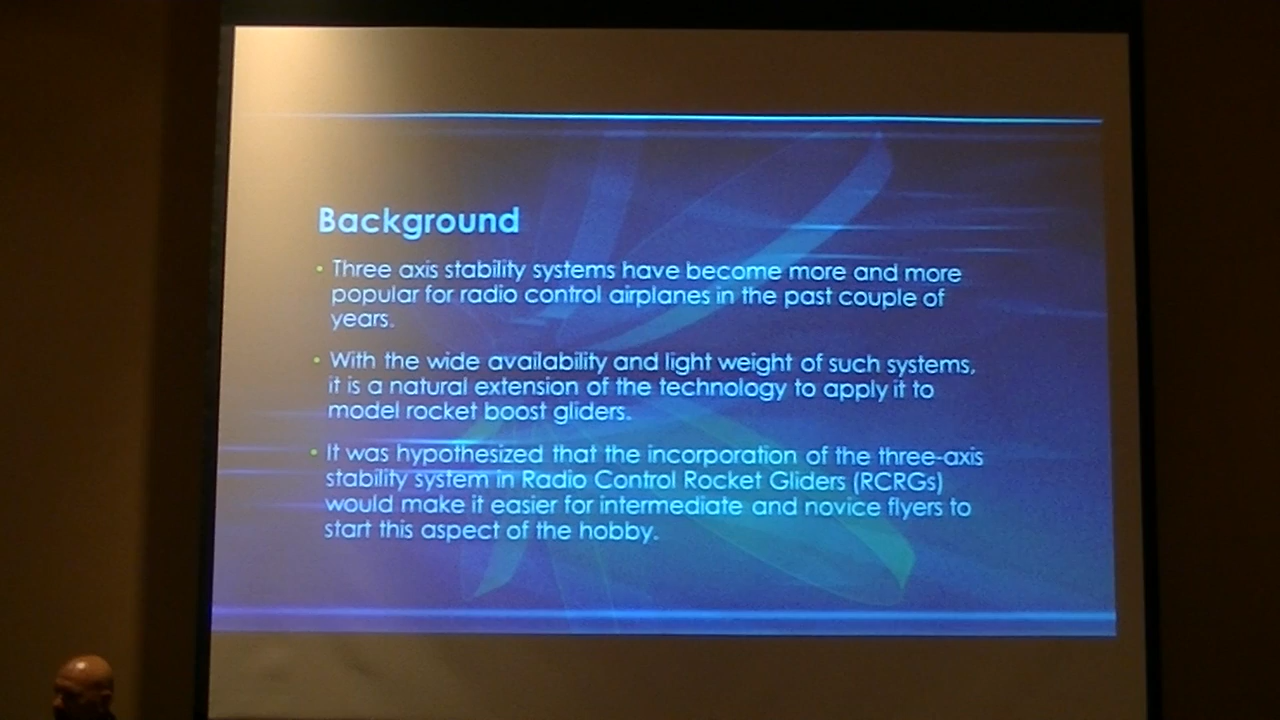 Background
• Three axis stability systems have become more and more
popular for radio control airplanes in the past couple of
years.
• With the wide availability and light weight of such systems,
it is a natural extension of the technology to apply it to
model rocket boost gliders.
• It was hypothesized that the incorporation of the three-axis
stability system in Radio Control Rocket Gliders (RCRGs)
would make it easier for intermediate and novice flyers to
start this aspect of the hobby.